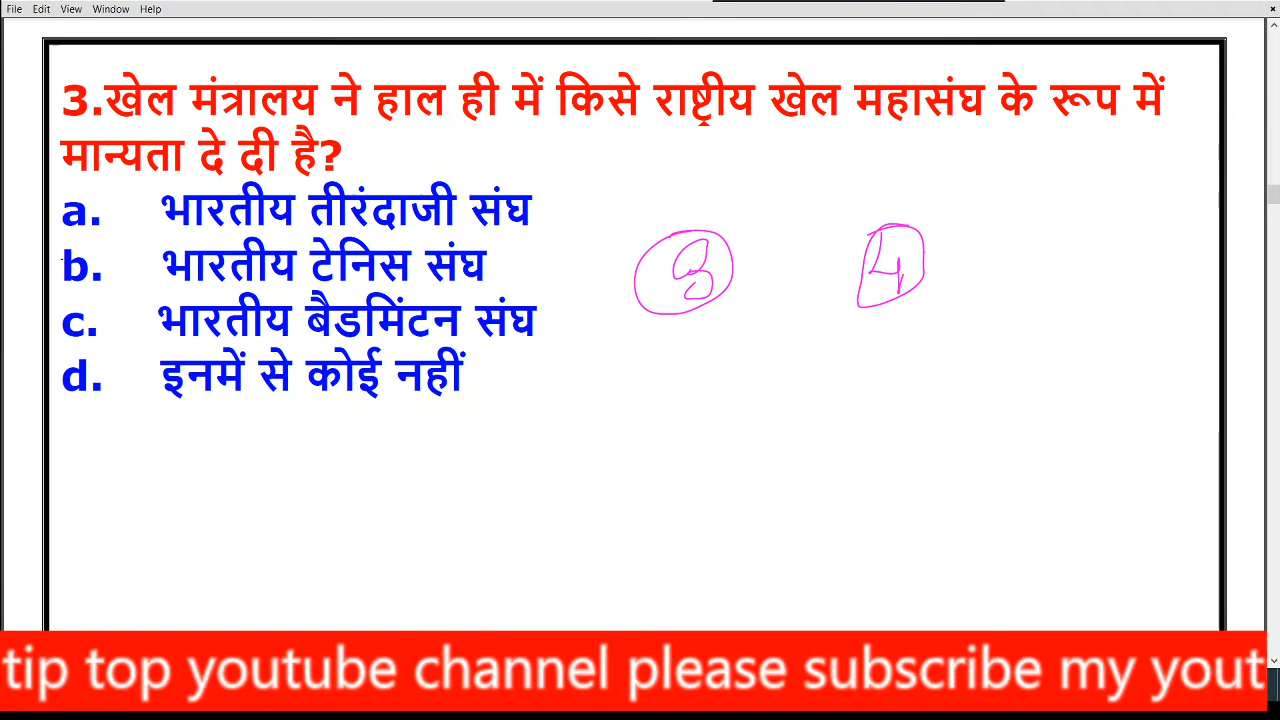 File Edit View Window Help
3.खेल मंत्रालय ने हाल ही में किसे राष्ट्रीय खेल महासंघ के रूप में
मान्यता दे दी है?
a. भारतीय तीरंदाजी संघ
b. भारतीय टेनिस संघ
c. भारतीय बैडमिंटन संघ
d. इनमें से कोई नहीं
3 4
tip top youtube channel please subscribe my yout